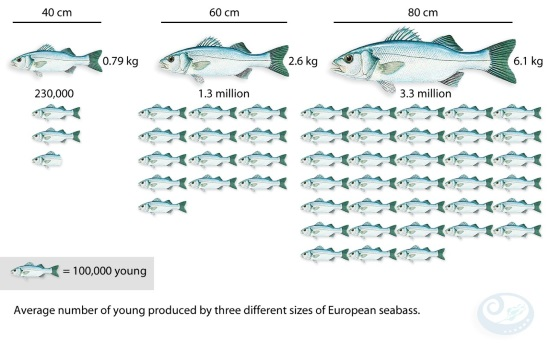 40 cm
60 cm
80 cm
0.79 kg
2.6 kg
6.1 kg
230,000
1.3 million
3.3 million
= 100,000 young
Average number of young produced by three different sizes of European seabass.